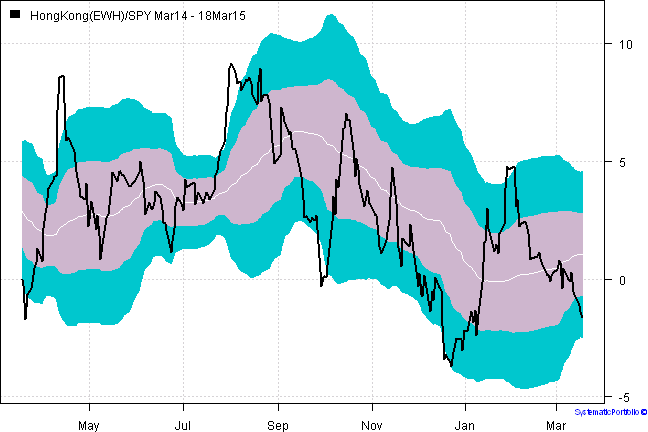 HongKong(EWH)/SPY Mar14 - 18Mar15
10
5
0
-5
May Jul Sep Nov Jan Mar
SystematicPortfolio ©